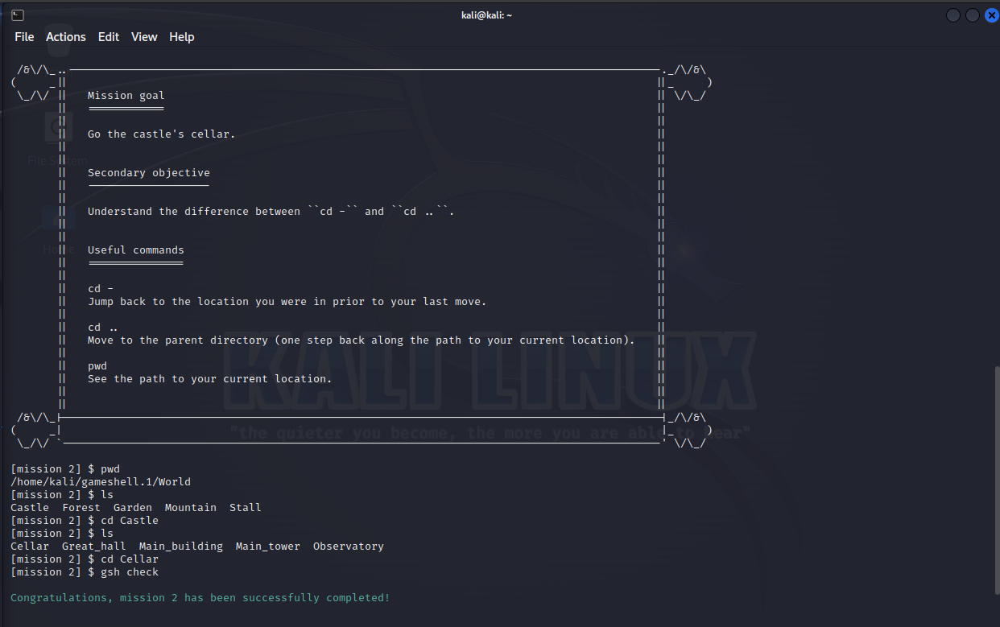 kali@kali: ~
File Actions Edit View Help
Mission goal
============
Go the castle's cellar.
Secondary objective
-------------------
Understand the difference between ``cd -`` and ``cd ..``.
Useful commands
===============
cd -
Jump back to the location you were in prior to your last move.
cd ..
Move to the parent directory (one step back along the path to your current location).
pwd
See the path to your current location.
[mission 2] $ pwd
/home/kali/gameshell.1/World
[mission 2] $ ls
Castle  Forest  Garden  Mountain  Stall
[mission 2] $ cd Castle
[mission 2] $ ls
Cellar  Great_hall  Main_building  Main_tower  Observatory
[mission 2] $ cd Cellar
[mission 2] $ gsh check
Congratulations, mission 2 has been successfully completed!
File System
Home
KALI LINUX
"the quieter you become, the more you are able to hear"